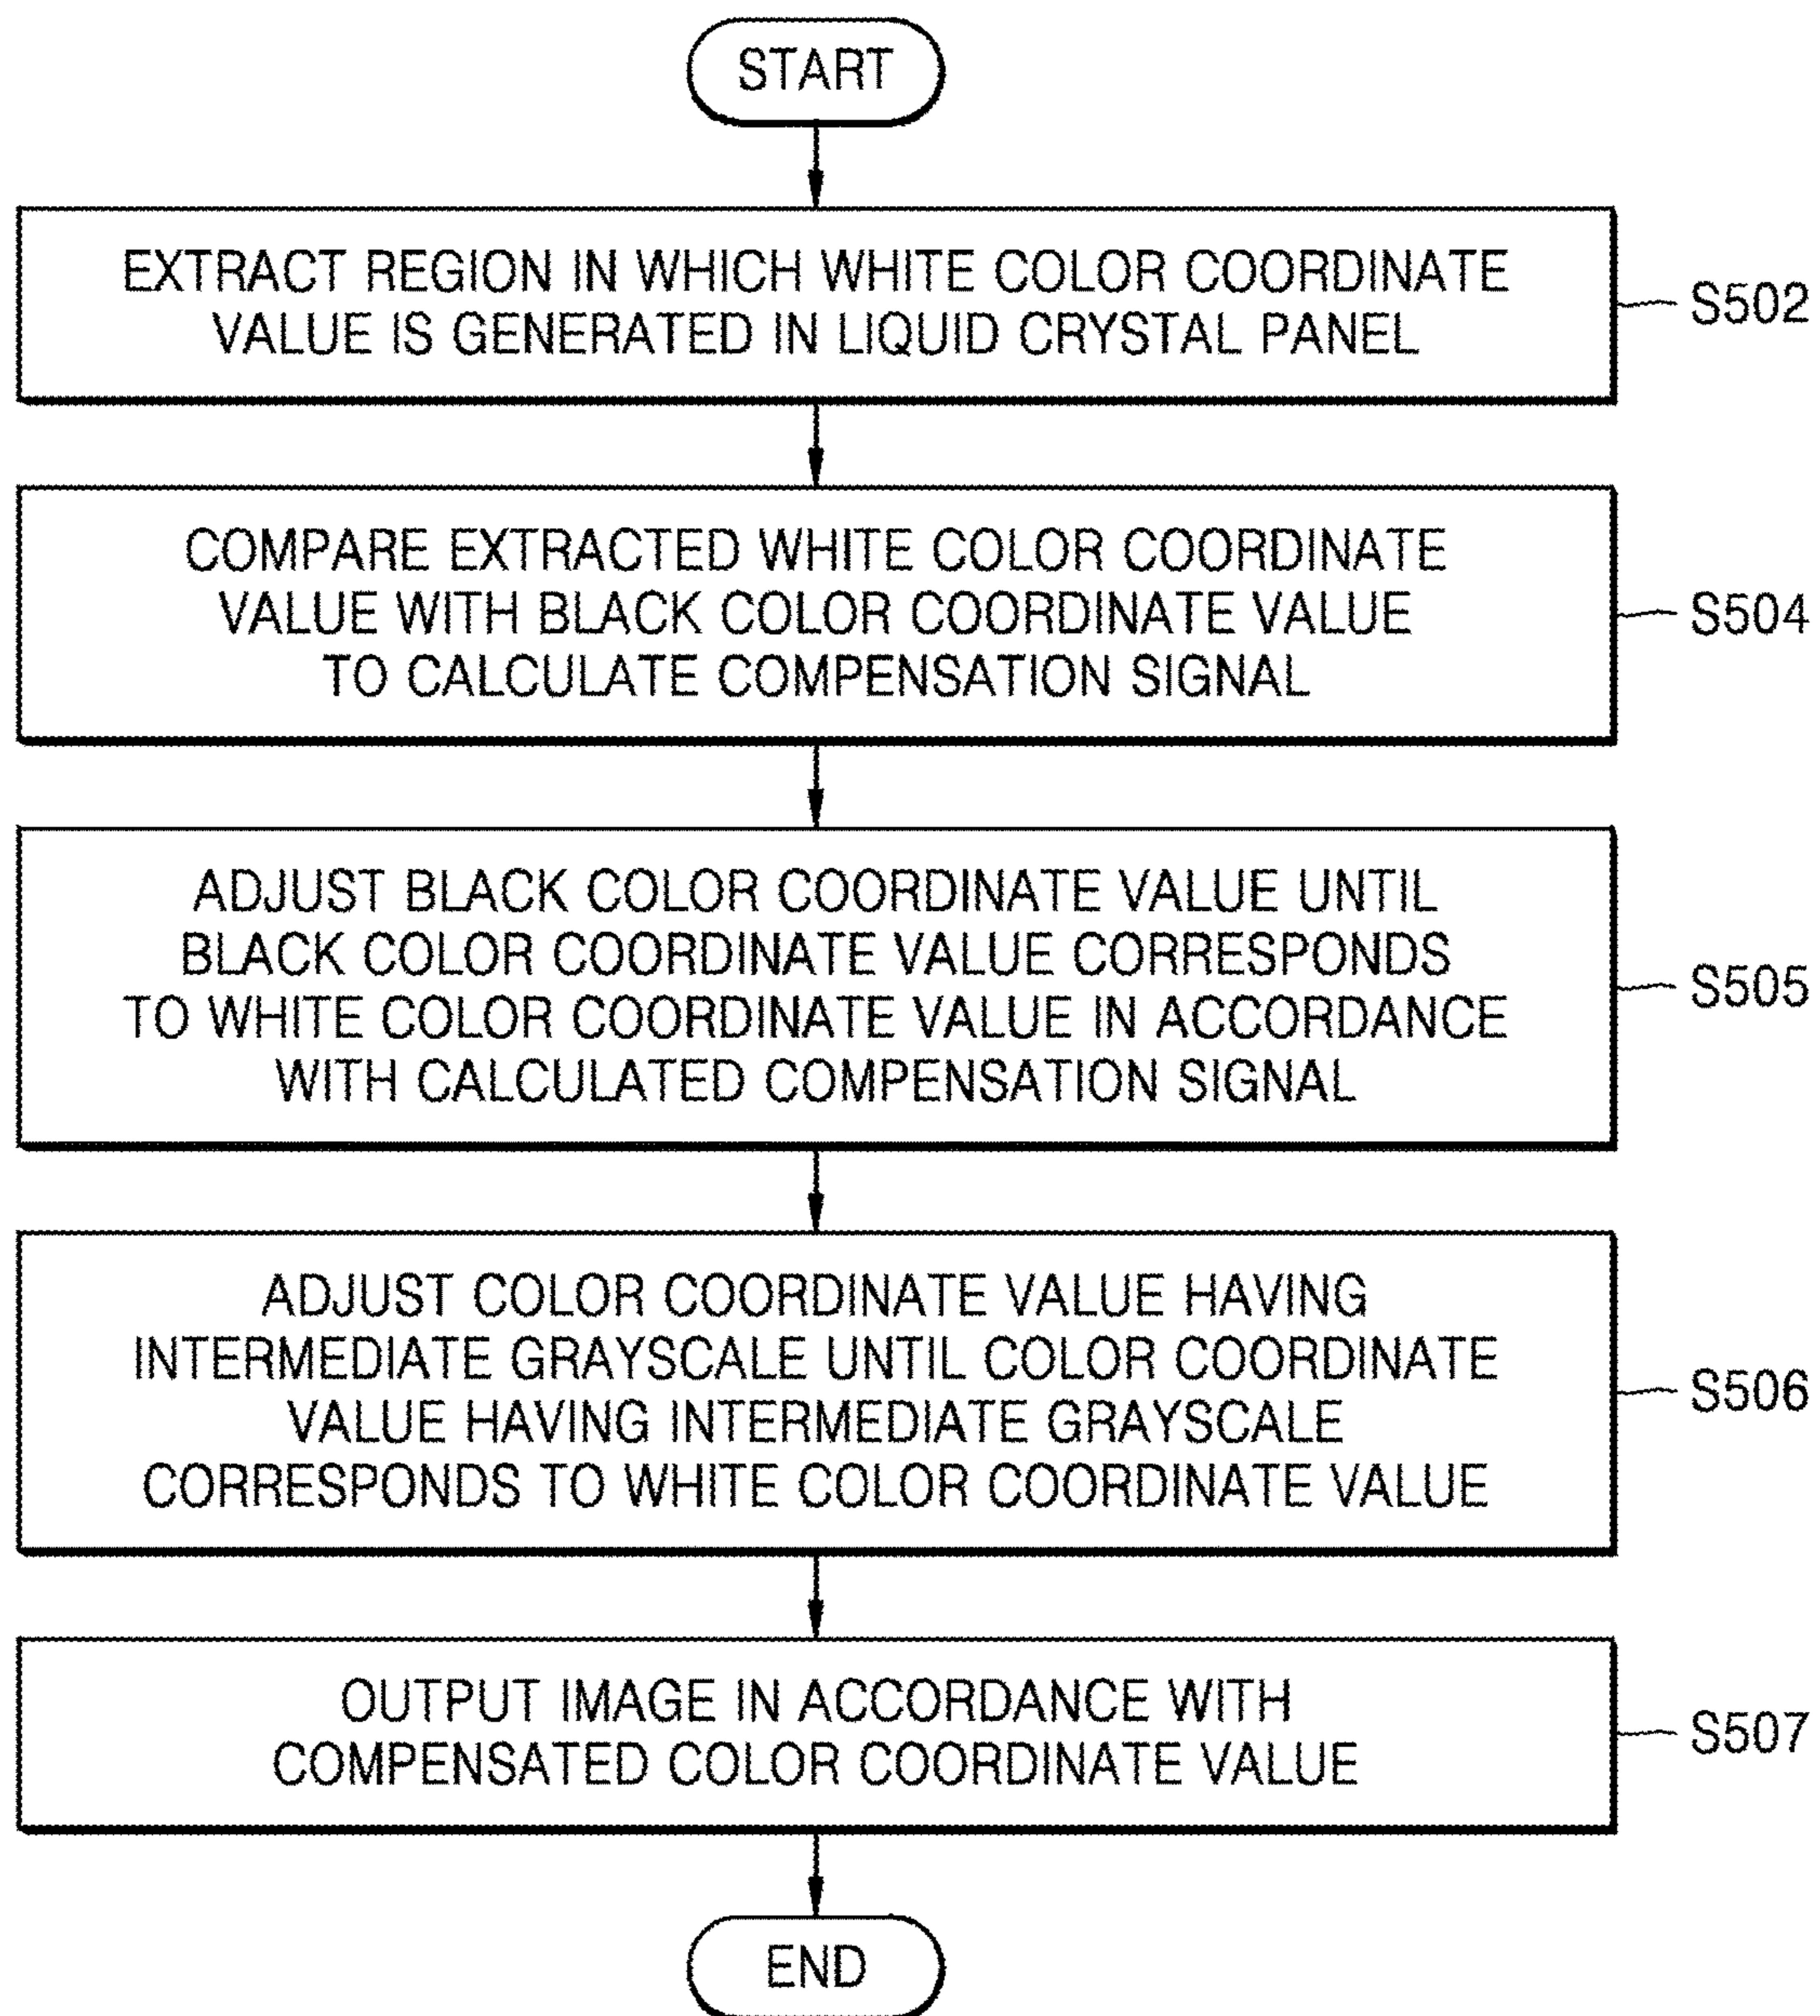 START
EXTRACT REGION IN WHICH WHITE COLOR COORDINATE
VALUE IS GENERATED IN LIQUID CRYSTAL PANEL
S502
COMPARE EXTRACTED WHITE COLOR COORDINATE
VALUE WITH BLACK COLOR COORDINATE VALUE
TO CALCULATE COMPENSATION SIGNAL
S504
ADJUST BLACK COLOR COORDINATE VALUE UNTIL
BLACK COLOR COORDINATE VALUE CORRESPONDS
TO WHITE COLOR COORDINATE VALUE IN ACCORDANCE
WITH CALCULATED COMPENSATION SIGNAL
S505
ADJUST COLOR COORDINATE VALUE HAVING
INTERMEDIATE GRAYSCALE UNTIL COLOR COORDINATE
VALUE HAVING INTERMEDIATE GRAYSCALE
CORRESPONDS TO WHITE COLOR COORDINATE VALUE
S506
OUTPUT IMAGE IN ACCORDANCE WITH
COMPENSATED COLOR COORDINATE VALUE
S507
END